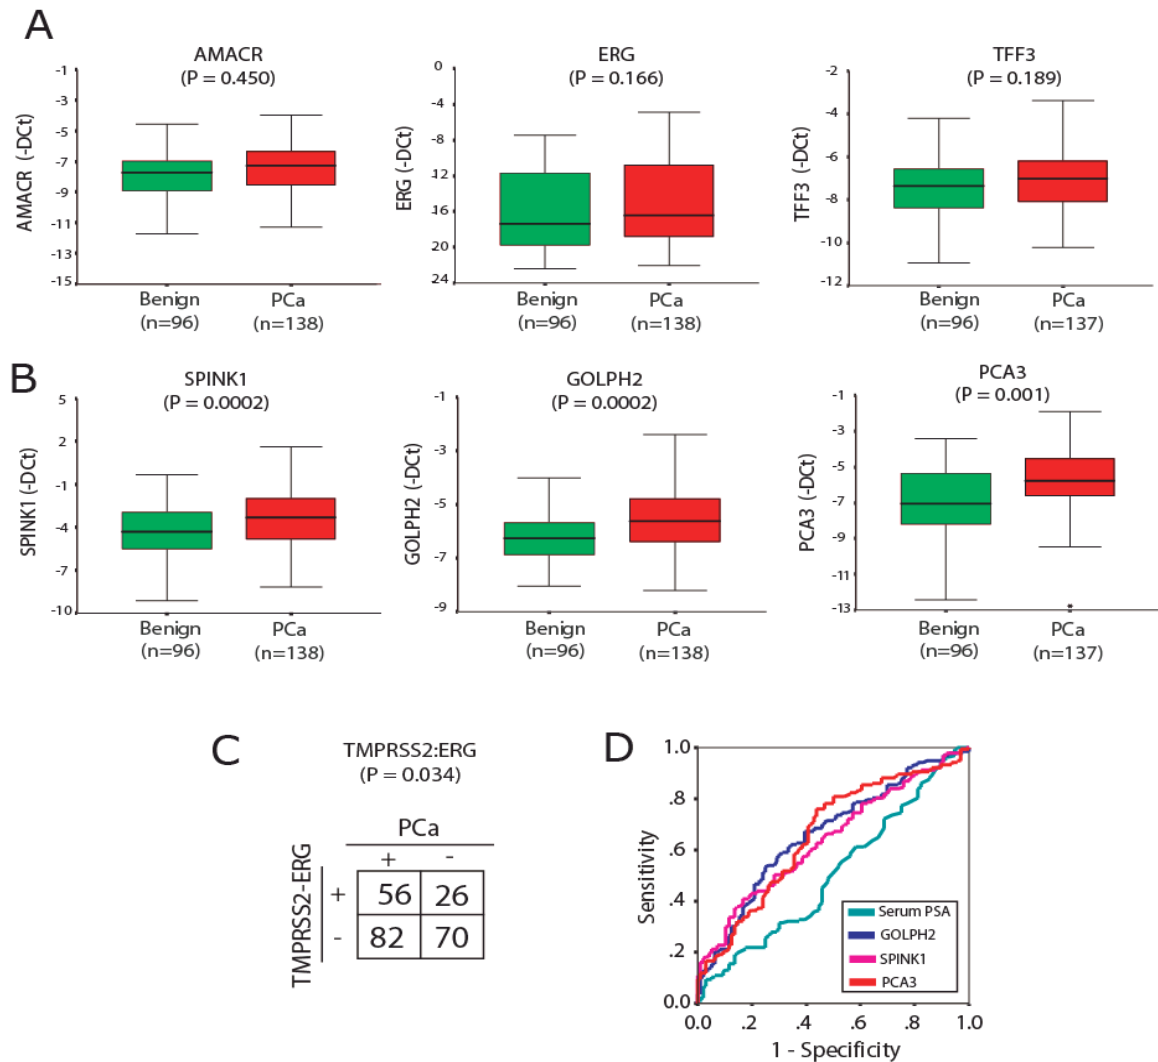 A
AMACR
(P = 0.450)
-1
-3
-5
-7
-9
-11
-13
-15
AMACR (-DCt)
Benign
(n=96)
PCa
(n=138)
ERG
(P = 0.166)
0
-4
-8
12
16
20
24
ERG (-DCt)
Benign
(n=96)
PCa
(n=138)
TFF3
(P = 0.189)
-2
-4
-6
-8
-10
-12
TFF3 (-DCt)
Benign
(n=96)
PCa
(n=137)
B
SPINK1
(P = 0.0002)
5
2
-1
-4
-7
-10
SPINK1 (-DCt)
Benign
(n=96)
PCa
(n=138)
GOLPH2
(P = 0.0002)
-1
-3
-5
-7
-9
GOLPH2 (-DCt)
Benign
(n=96)
PCa
(n=138)
PCA3
(P = 0.001)
-1
-3
-5
-7
-9
-11
-13
PCA3 (-DCt)
Benign
(n=96)
PCa
(n=137)
C
TMPRSS2:ERG
(P = 0.034)
PCa
+ -
TMPRSS2-ERG
+ 56 26
- 82 70
D
1.0
.8
.6
.4
.2
0.0
Sensitivity
Serum PSA
GOLPH2
SPINK1
PCA3
0.0 .2 .4 .6 .8 1.0
1 - Specificity